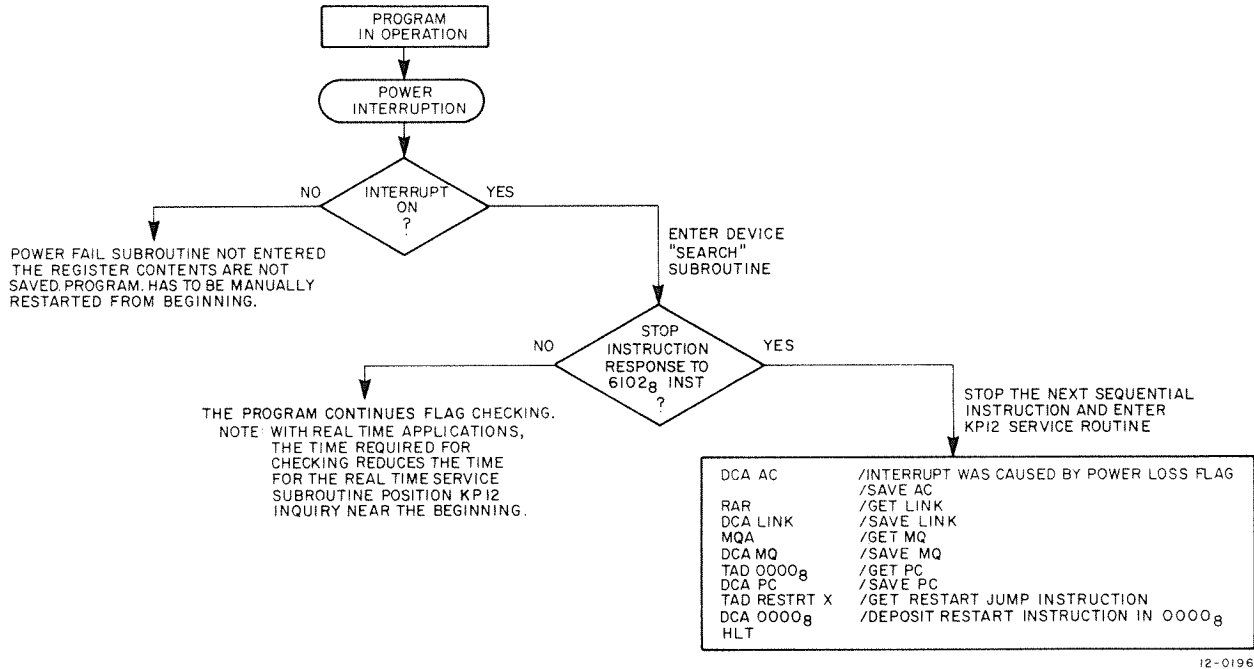 PROGRAM
IN OPERATION
POWER
INTERRUPTION
INTERRUPT
ON
?
NO
YES
POWER FAIL SUBROUTINE NOT ENTERED
THE REGISTER CONTENTS ARE NOT
SAVED. PROGRAM. HAS TO BE MANUALLY
RESTARTED FROM BEGINNING.
ENTER DEVICE
"SEARCH"
SUBROUTINE
STOP
INSTRUCTION
RESPONSE TO
6102₈ INST
?
NO
YES
THE PROGRAM CONTINUES FLAG CHECKING.
NOTE: WITH REAL TIME APPLICATIONS,
THE TIME REQUIRED FOR
CHECKING REDUCES THE TIME
FOR THE REAL TIME SERVICE
SUBROUTINE POSITION KP12
INQUIRY NEAR THE BEGINNING.
STOP THE NEXT SEQUENTIAL
INSTRUCTION AND ENTER
KP12 SERVICE ROUTINE
DCA AC /INTERRUPT WAS CAUSED BY POWER LOSS FLAG
/SAVE AC
RAR /GET LINK
DCA LINK /SAVE LINK
MQA /GET MQ
DCA MQ /SAVE MQ
TAD 0000₈ /GET PC
DCA PC /SAVE PC
TAD RESTRT X /GET RESTART JUMP INSTRUCTION
DCA 0000₈ /DEPOSIT RESTART INSTRUCTION IN 0000₈
HLT
12-0196